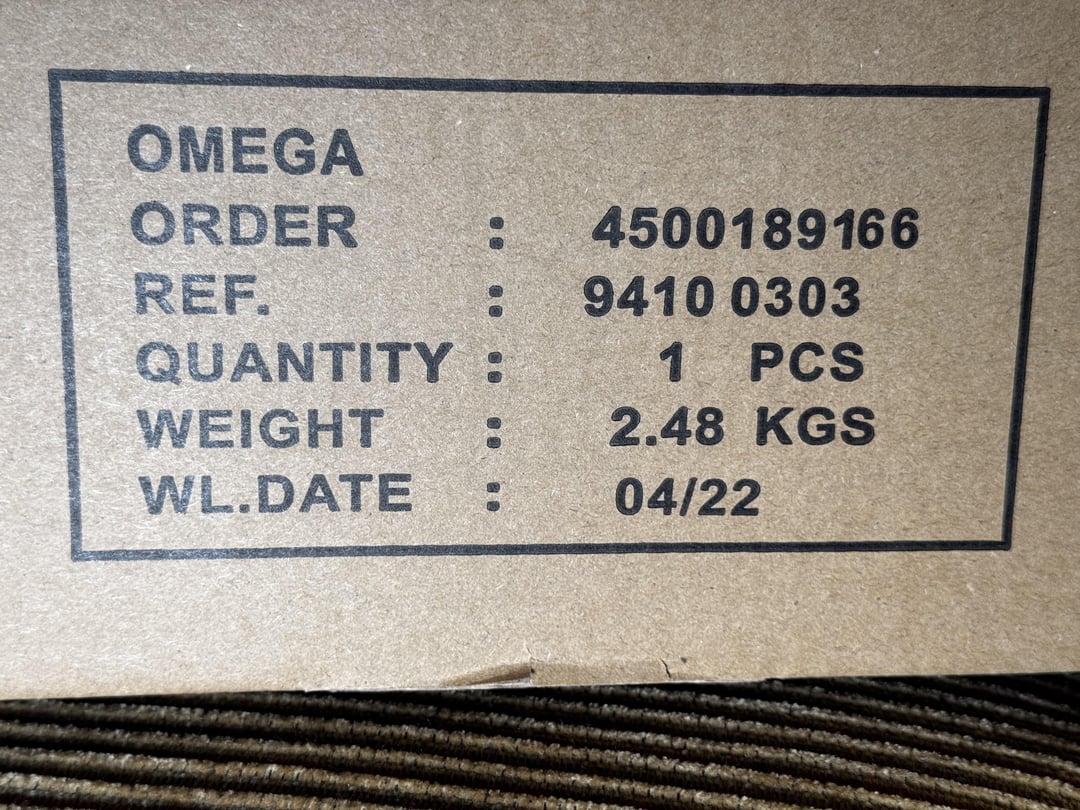 OMEGA
ORDER : 4500189166
REF. : 9410 0303
QUANTITY : 1 PCS
WEIGHT : 2.48 KGS
WL.DATE : 04/22